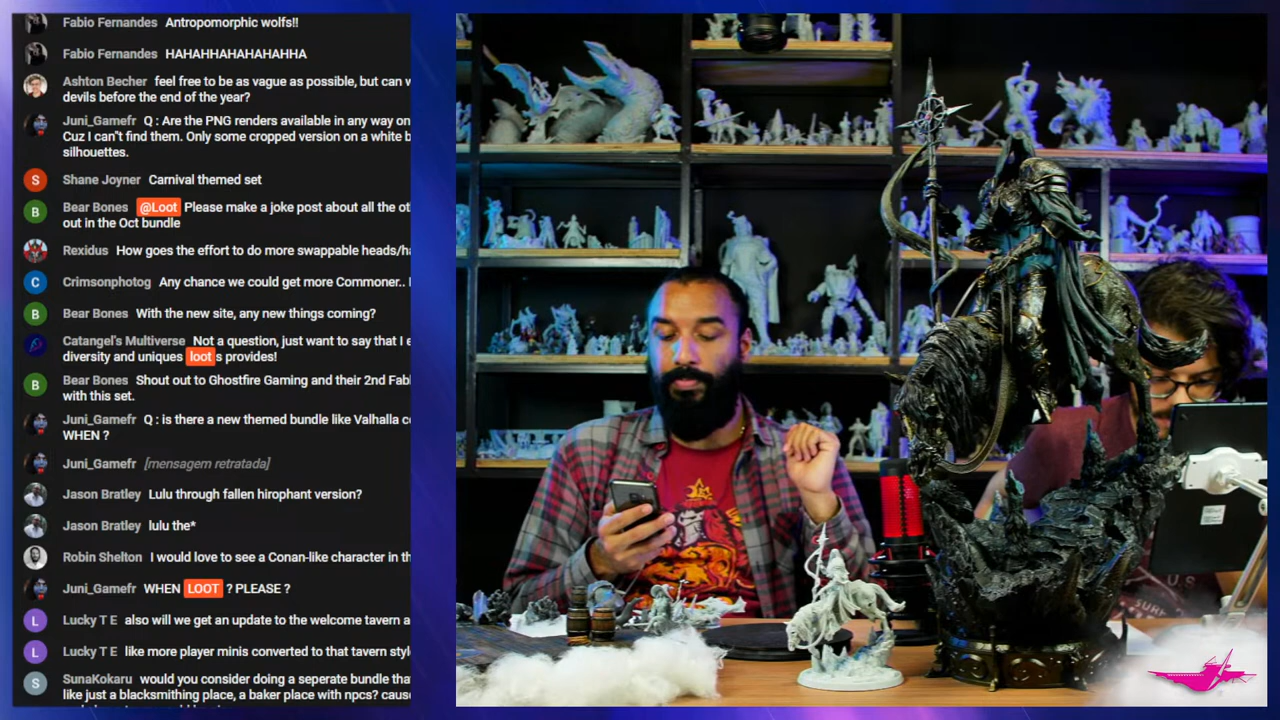 Fabio Fernandes Antropomorphic wolfs!!
Fabio Fernandes HAHAHHAHAHAHAHHA
Ashton Becher feel free to be as vague as possible, but can
devils before the end of the year?
Juni_Gamefr Q : Are the PNG renders available in any way on
Cuz I can"t find them. Only some cropped version on a white
silhouettes.
S Shane Joyner Carnival themed set
B Bear Bones @Loot Please make a joke post about all the
out in the Oct bundle
Rexidus How goes the effort to do more swappable
C Crimsonphotog Any chance we could get more Commoner..
B Bear Bones With the new site, any new things coming?
Catangel's Multiverse Not a question, just want to say that I
diversity and uniques loots provides!
B Bear Bones Shout out to Ghostfire Gaming and their 2nd
with this set.
Juni_Gamefr Q : is there a new themed bundle like Valhalla
WHEN ?
Juni_Gamefr [mensagem retratada]
Jason Bratley Lulu through fallen hirophant version?
Jason Bratley lulu the*
Robin Shelton I would love to see a Conan-like character in
Juni_Gamefr WHEN LOOT ? PLEASE ?
L Lucky T E also will we get an update to the welcome tavern
L Lucky T E like more player minis converted to that tavern
S SunaKokaru would you consider doing a seperate bundle
like just a blacksmithing place, a baker place with npcs?
U.S
SURF